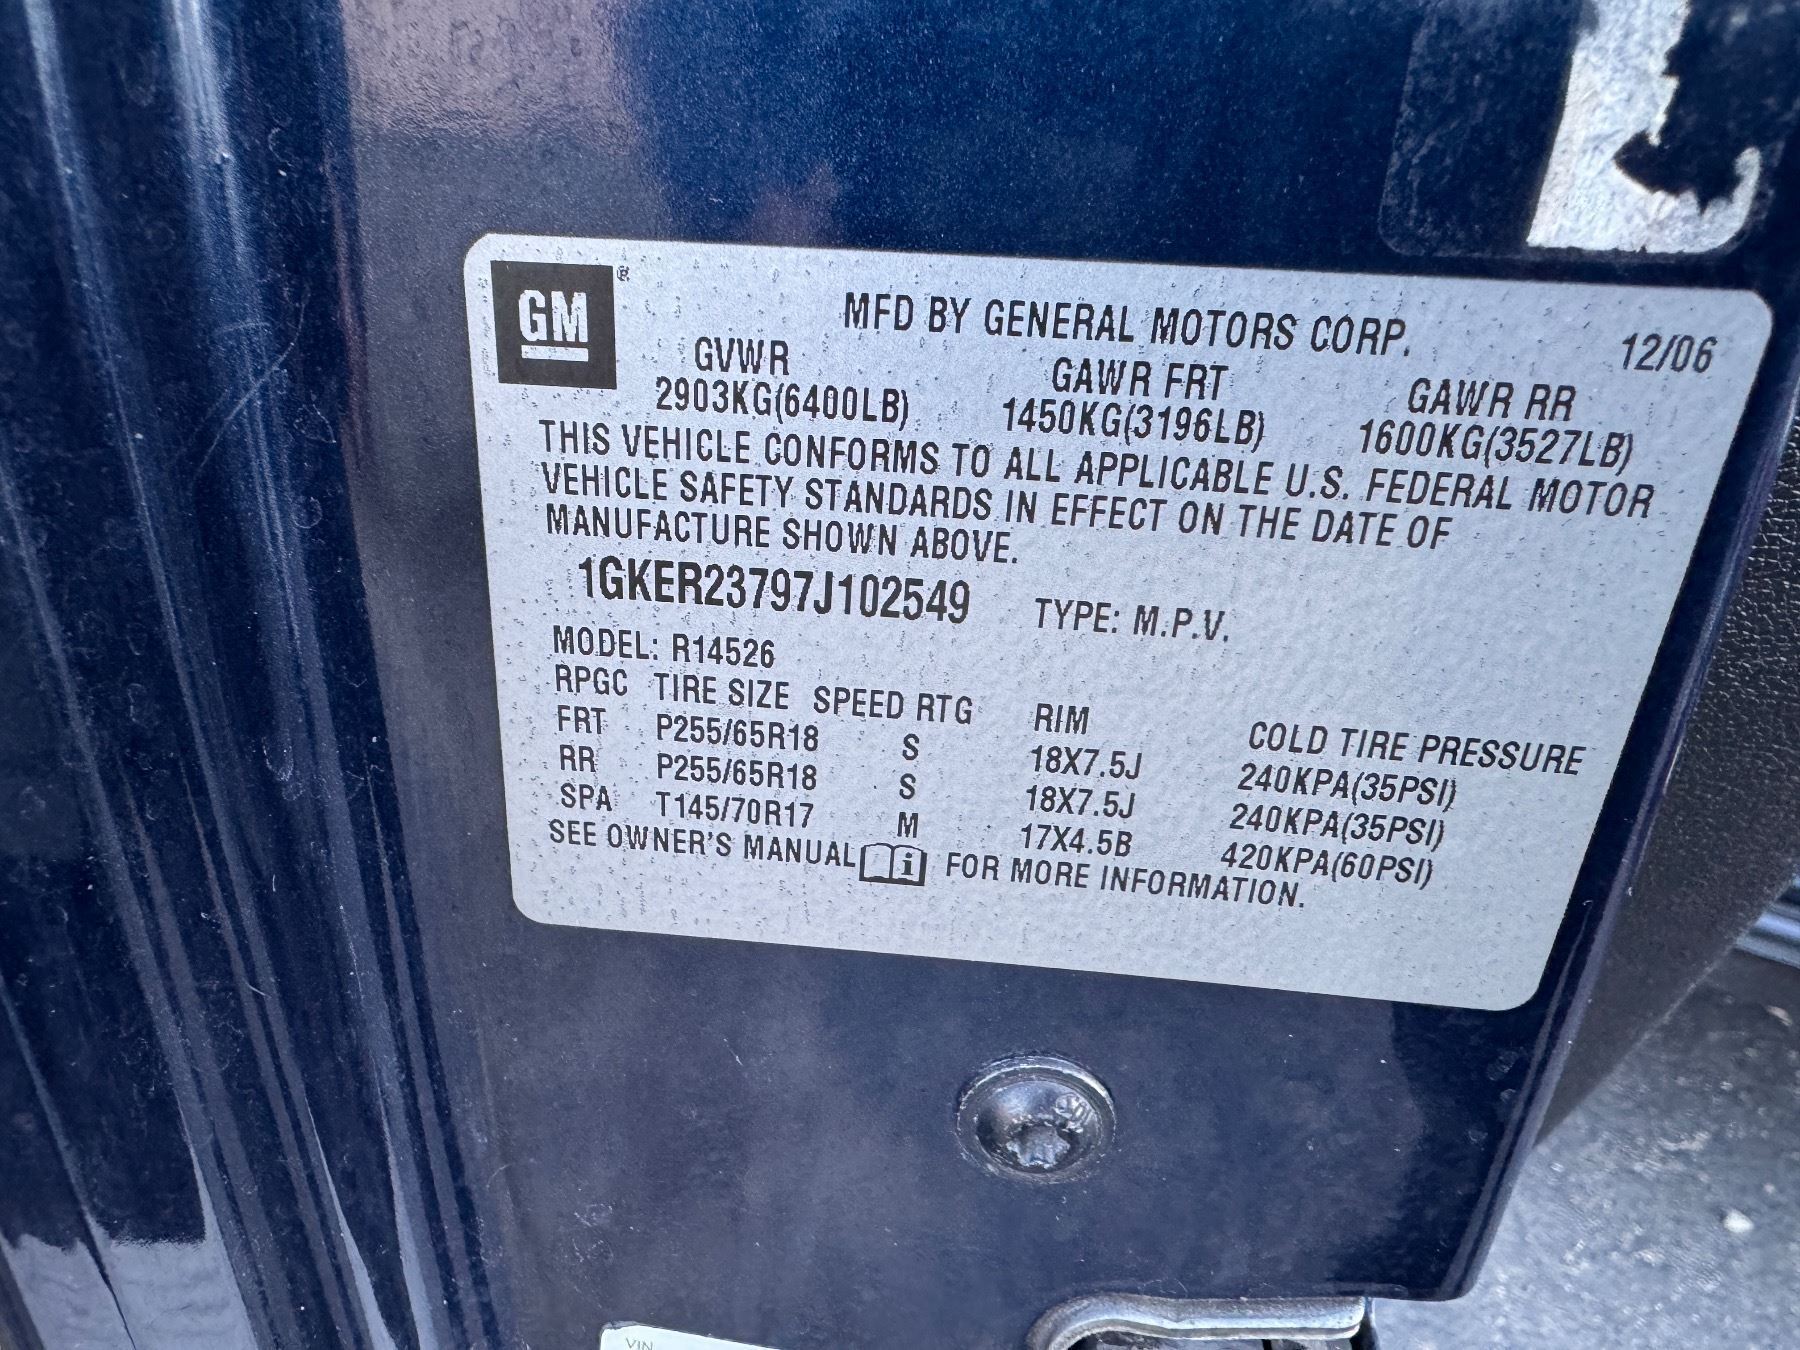 GM ®
MFD BY GENERAL MOTORS CORP. 12/06
GVWR GAWR FRT GAWR RR
2903KG(6400LB) 1450KG(3196LB) 1600KG(3527LB)
THIS VEHICLE CONFORMS TO ALL APPLICABLE U.S. FEDERAL MOTOR
VEHICLE SAFETY STANDARDS IN EFFECT ON THE DATE OF
MANUFACTURE SHOWN ABOVE.
1GKER23797J102549 TYPE: M.P.V.
MODEL: R14526
RPGC TIRE SIZE SPEED RTG RIM COLD TIRE PRESSURE
FRT P255/65R18 S 18X7.5J 240KPA(35PSI)
RR P255/65R18 S 18X7.5J 240KPA(35PSI)
SPA T145/70R17 M 17X4.5B 420KPA(60PSI)
SEE OWNER'S MANUAL i FOR MORE INFORMATION.
VIN